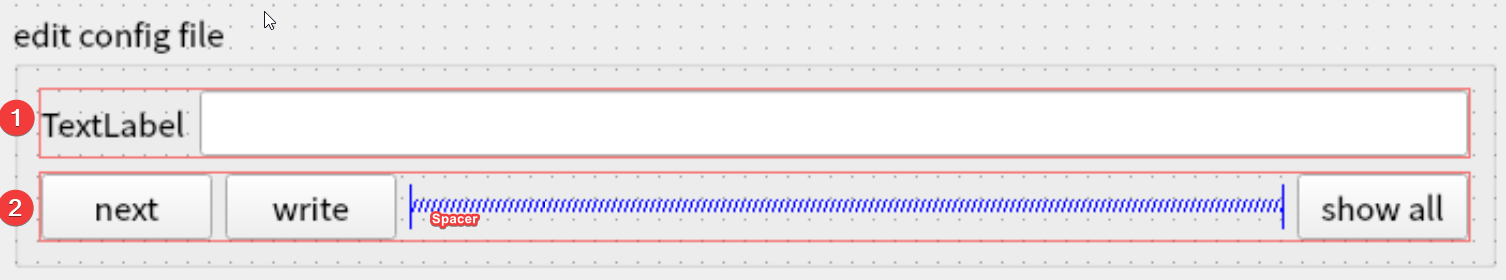 edit config file
1 TextLabel
2 next write Spacer show all